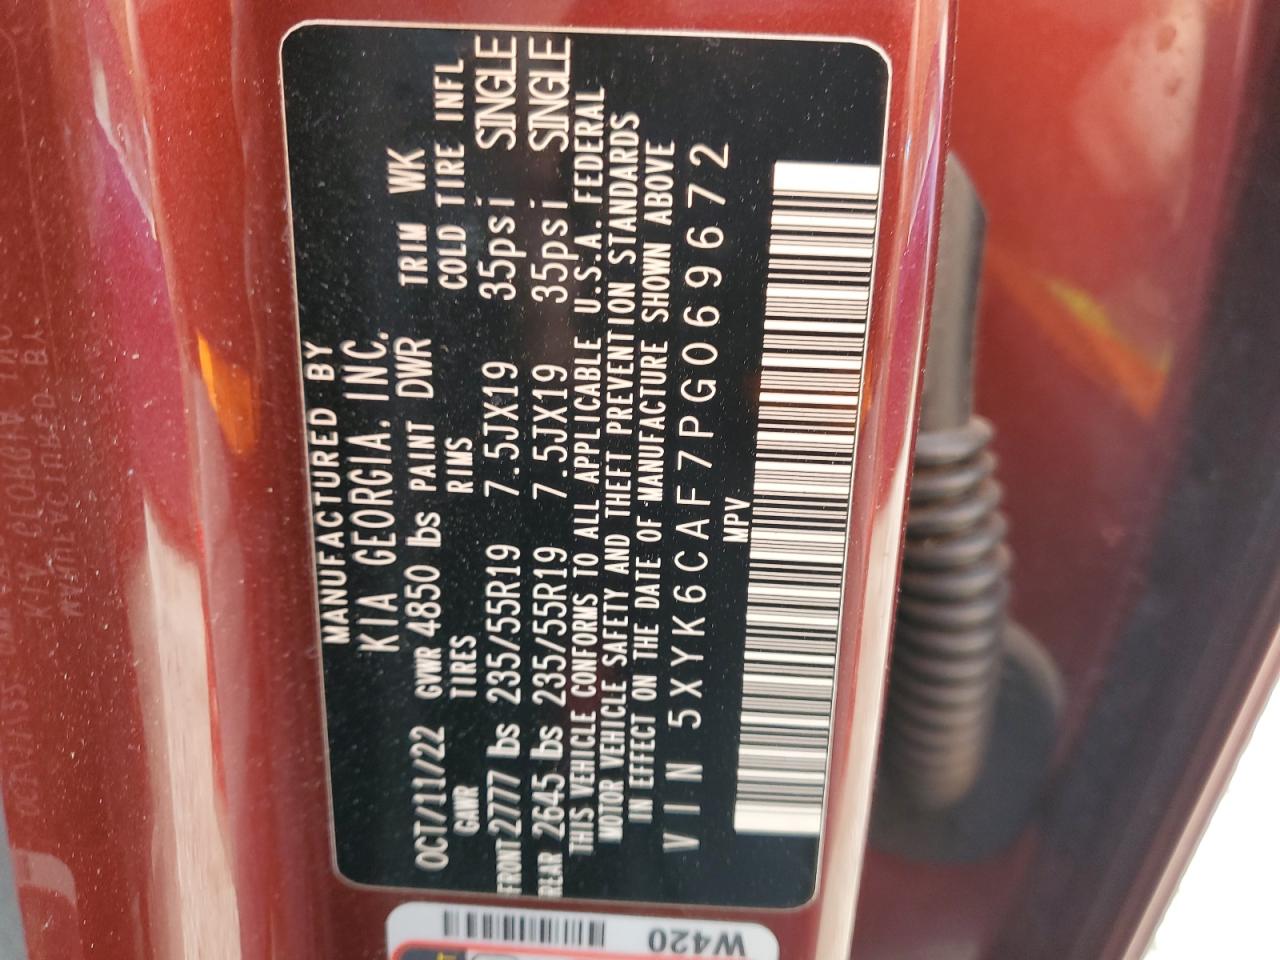 MANUFACTURED BY
KIA GEORGIA. INC.
OCT/11/22 GVWR 4850 lbs PAINT DWR TRIM WK
GAWR TIRES RIMS COLD TIRE INFL
FRONT 2777 lbs 235/55R19 7.5JX19 35psi SINGLE
REAR 2645 lbs 235/55R19 7.5JX19 35psi SINGLE
THIS VEHICLE CONFORMS TO ALL APPLICABLE U.S.A. FEDERAL
MOTOR VEHICLE SAFETY AND THEFT PREVENTION STANDARDS
IN EFFECT ON THE DATE OF MANUFACTURE SHOWN ABOVE
VIN 5XYK6CAF7PG069672
MPV
W420